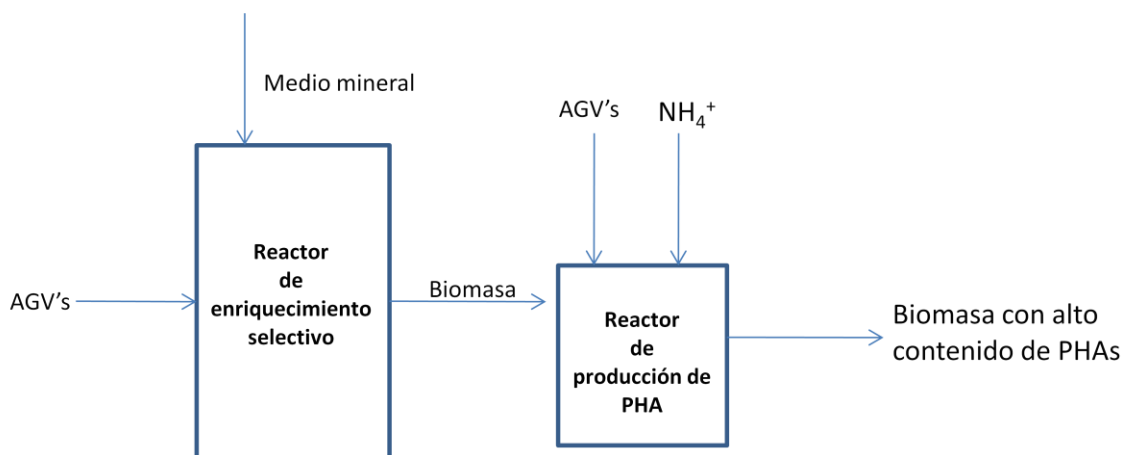 Medio mineral
AGV's
NH₄⁺
Reactor
de
enriquecimiento
selectivo
AGV's
Biomasa
Reactor
de
producción de
PHA
Biomasa con alto
contenido de PHAs